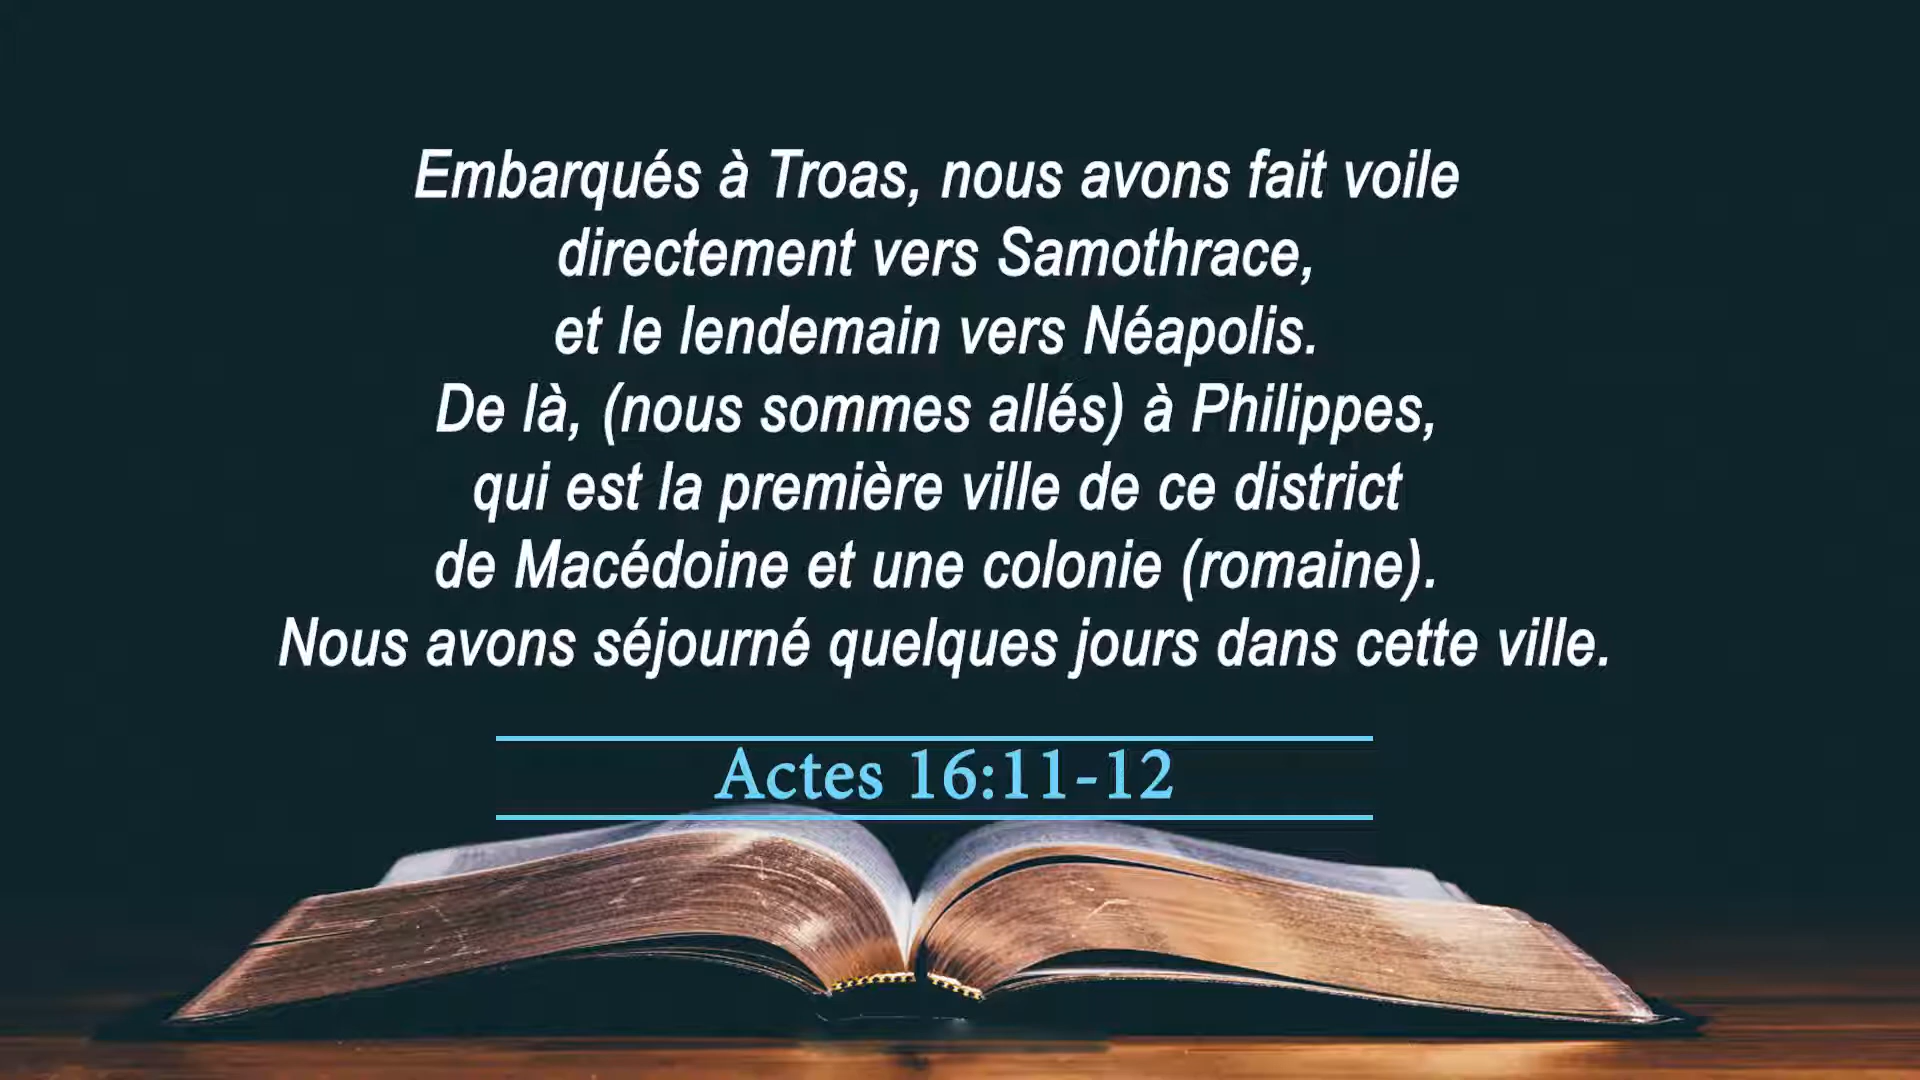 Embarqués à Troas, nous avons fait voile
directement vers Samothrace,
et le lendemain vers Néapolis.
De là, (nous sommes allés) à Philippes,
qui est la première ville de ce district
de Macédoine et une colonie (romaine).
Nous avons séjourné quelques jours dans cette ville.
Actes 16:11-12